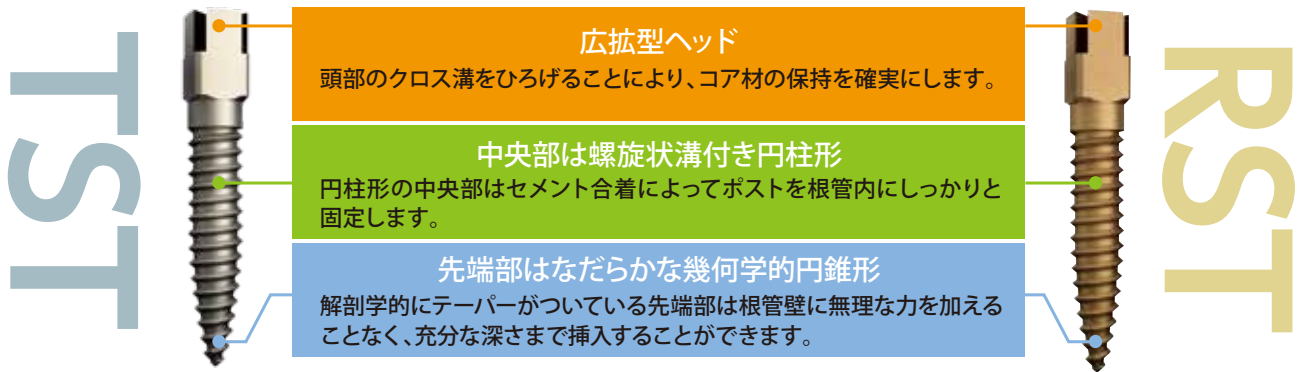 TST
広拡型ヘッド
頭部のクロス溝をひろげることにより、コア材の保持を確実にします。
中央部は螺旋状溝付き円柱形
円柱形の中央部はセメント合着によってポストを根管内にしっかりと
固定します。
先端部はなだらかな幾何学的円錐形
解剖学的にテーパーがついている先端部は根管壁に無理な力を加える
ことなく、充分な深さまで挿入することができます。
RST